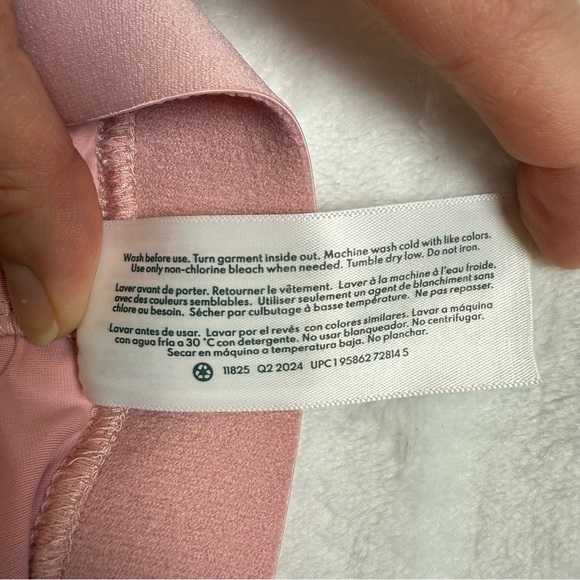 Wash before use. Turn garment inside out. Machine wash cold with like colors.
Use only non-chlorine bleach when needed. Tumble dry low. Do not iron.
Laver avant de porter. Retourner le vêtement. Laver à la machine à l'eau froide,
avec des couleurs semblables. Utiliser seulement un agent de blanchiment sans
chlore au besoin. Sécher par culbutage à basse température. Ne pas repasser.
Lavar antes de usar. Lavar por el revés con colores similares. Lavar a máquina
con agua fría a 30 °C con detergente. No usar blanqueador. No centrifugar.
Secar en máquina a temperatura baja. No planchar.
11825 Q2 2024 UPC 1 95862 72814 5